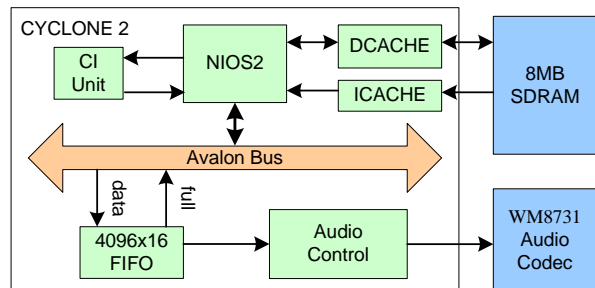 CYCLONE 2
CI
Unit
NIOS2
DCACHE
ICACHE
8MB
SDRAM
Avalon Bus
data
full
4096x16
FIFO
Audio
Control
WM8731
Audio
Codec